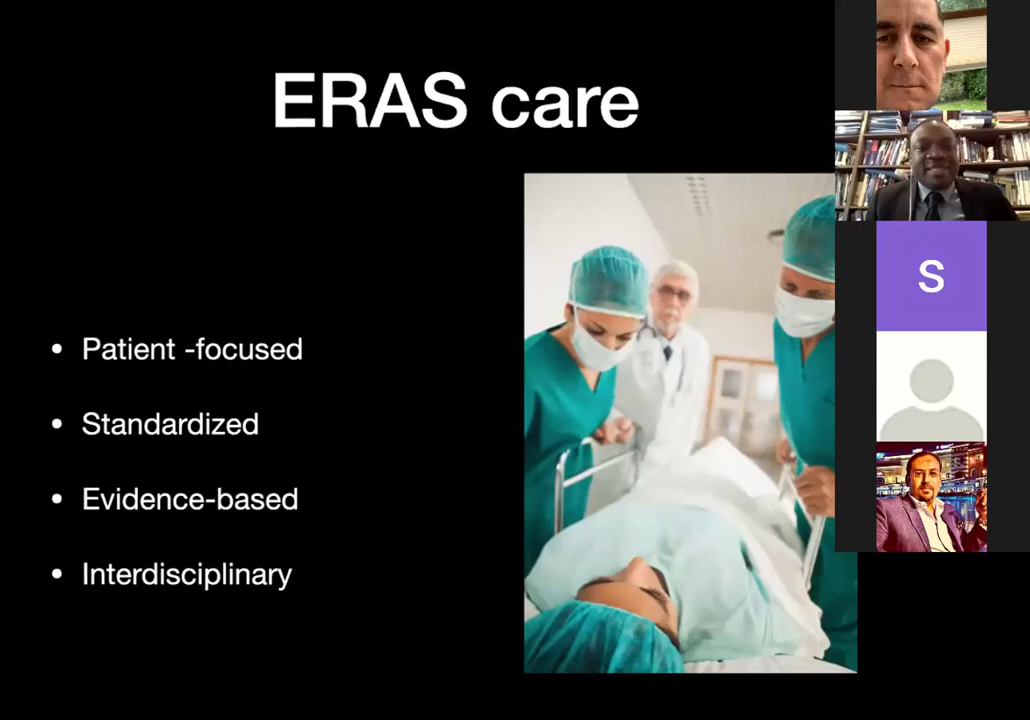 ERAS care
• Patient -focused
• Standardized
• Evidence-based
• Interdisciplinary
S